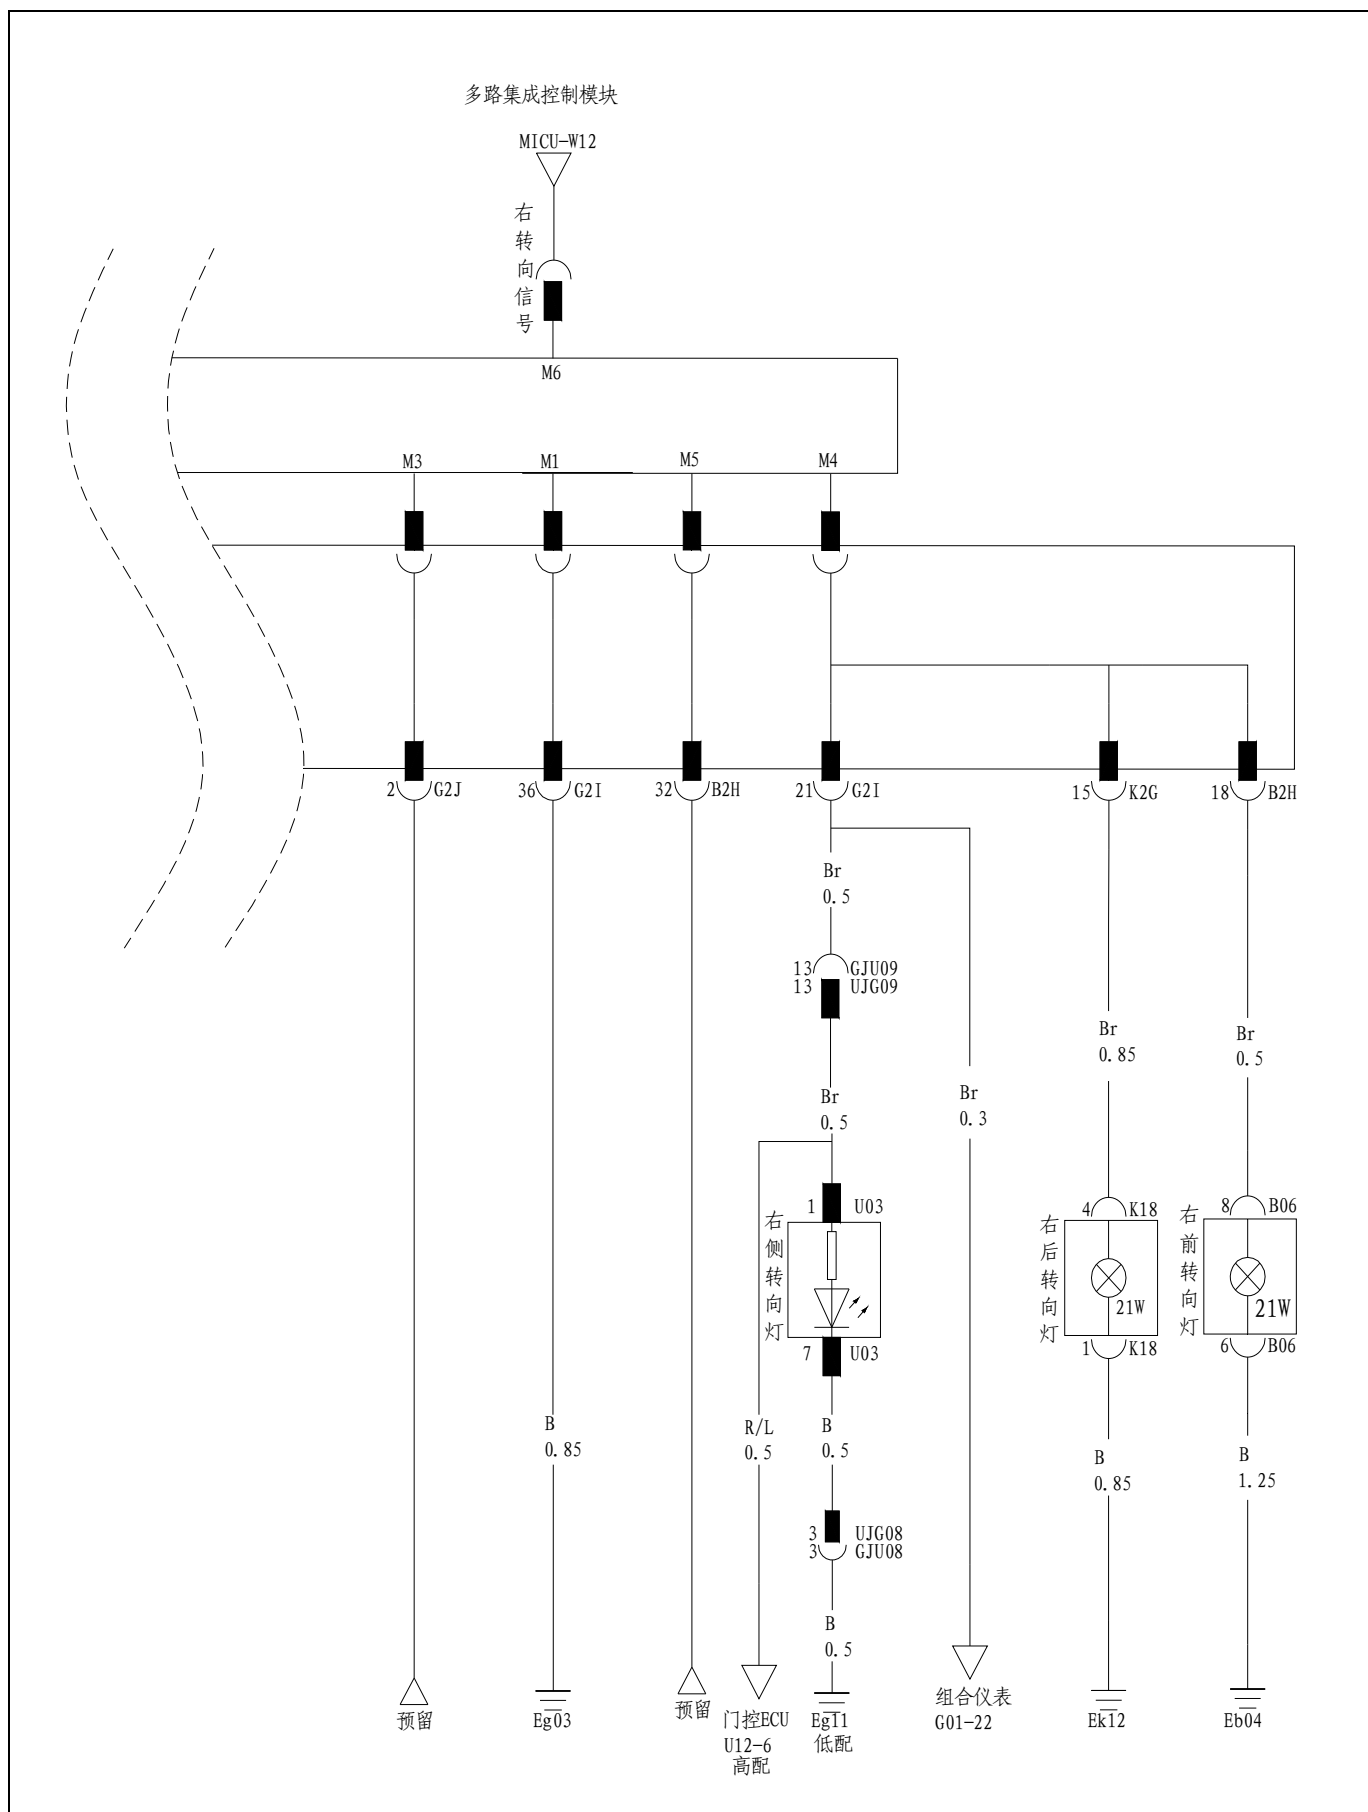 多路集成控制模块
MICU-W12
右转向信号
M6
M3 M1 M5 M4
2 G2J 36 G2I 32 B2H 21 G2I 15 K2G 18 B2H
Br
0.5
13 GJU09
13 UJG09
Br
0.85
Br
0.5
Br
0.3
Br
0.5
1 U03
右侧转向灯
7 U03
4 K18
右后转向灯
21W
1 K18
8 B06
右前转向灯
21W
6 B06
B
0.85
R/L
0.5
B
0.5
B
0.85
B
1.25
3 UJG08
3 GJU08
B
0.5
预留
Eg03
预留
门控ECU
U12-6
高配
Eg11
低配
组合仪表
G01-22
Ek12
Eb04